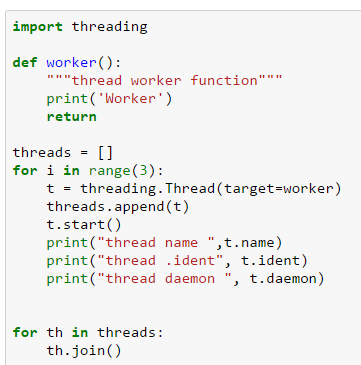 import threading
def worker():
    """thread worker function"""
    print('Worker')
    return
threads = []
for i in range(3):
    t = threading.Thread(target=worker)
    threads.append(t)
    t.start()
    print("thread name ",t.name)
    print("thread .ident", t.ident)
    print("thread daemon ", t.daemon)
for th in threads:
    th.join()